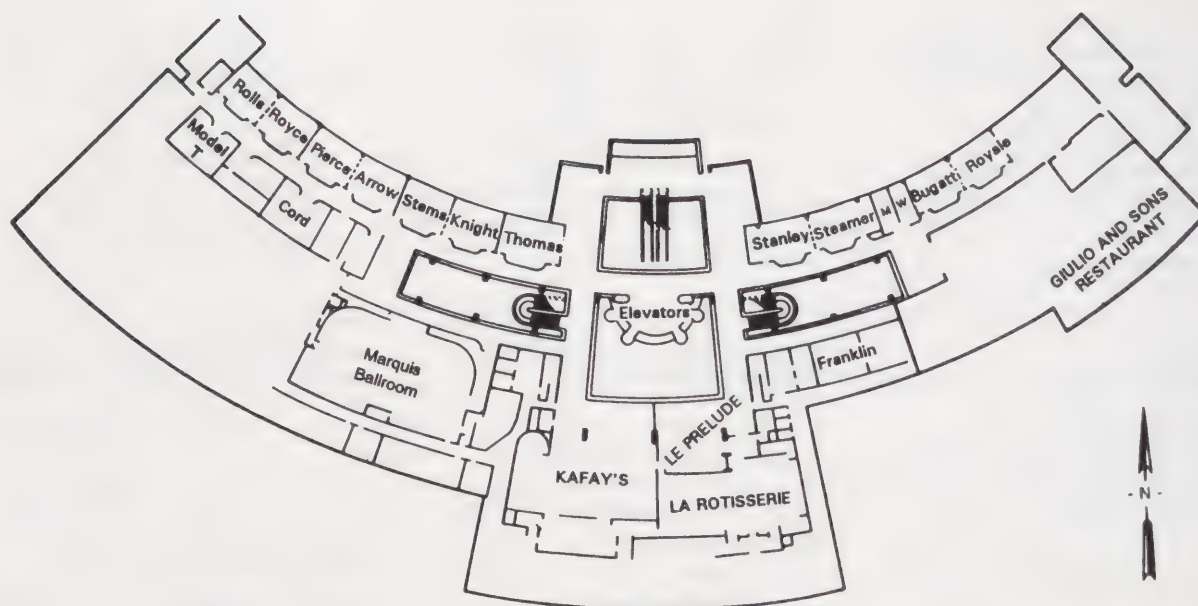 Rolls
Royce
Pierce
Arrow
Stems
Knight
Thomas
Model
T
Cord
Stanley
Steamer
M
W
Bugatti
Royale
GIULIO AND SONS
RESTAURANT
Elevators
Marquis
Ballroom
Franklin
LE PRELUDE
KAFAY'S
LA ROTISSERIE
- N -